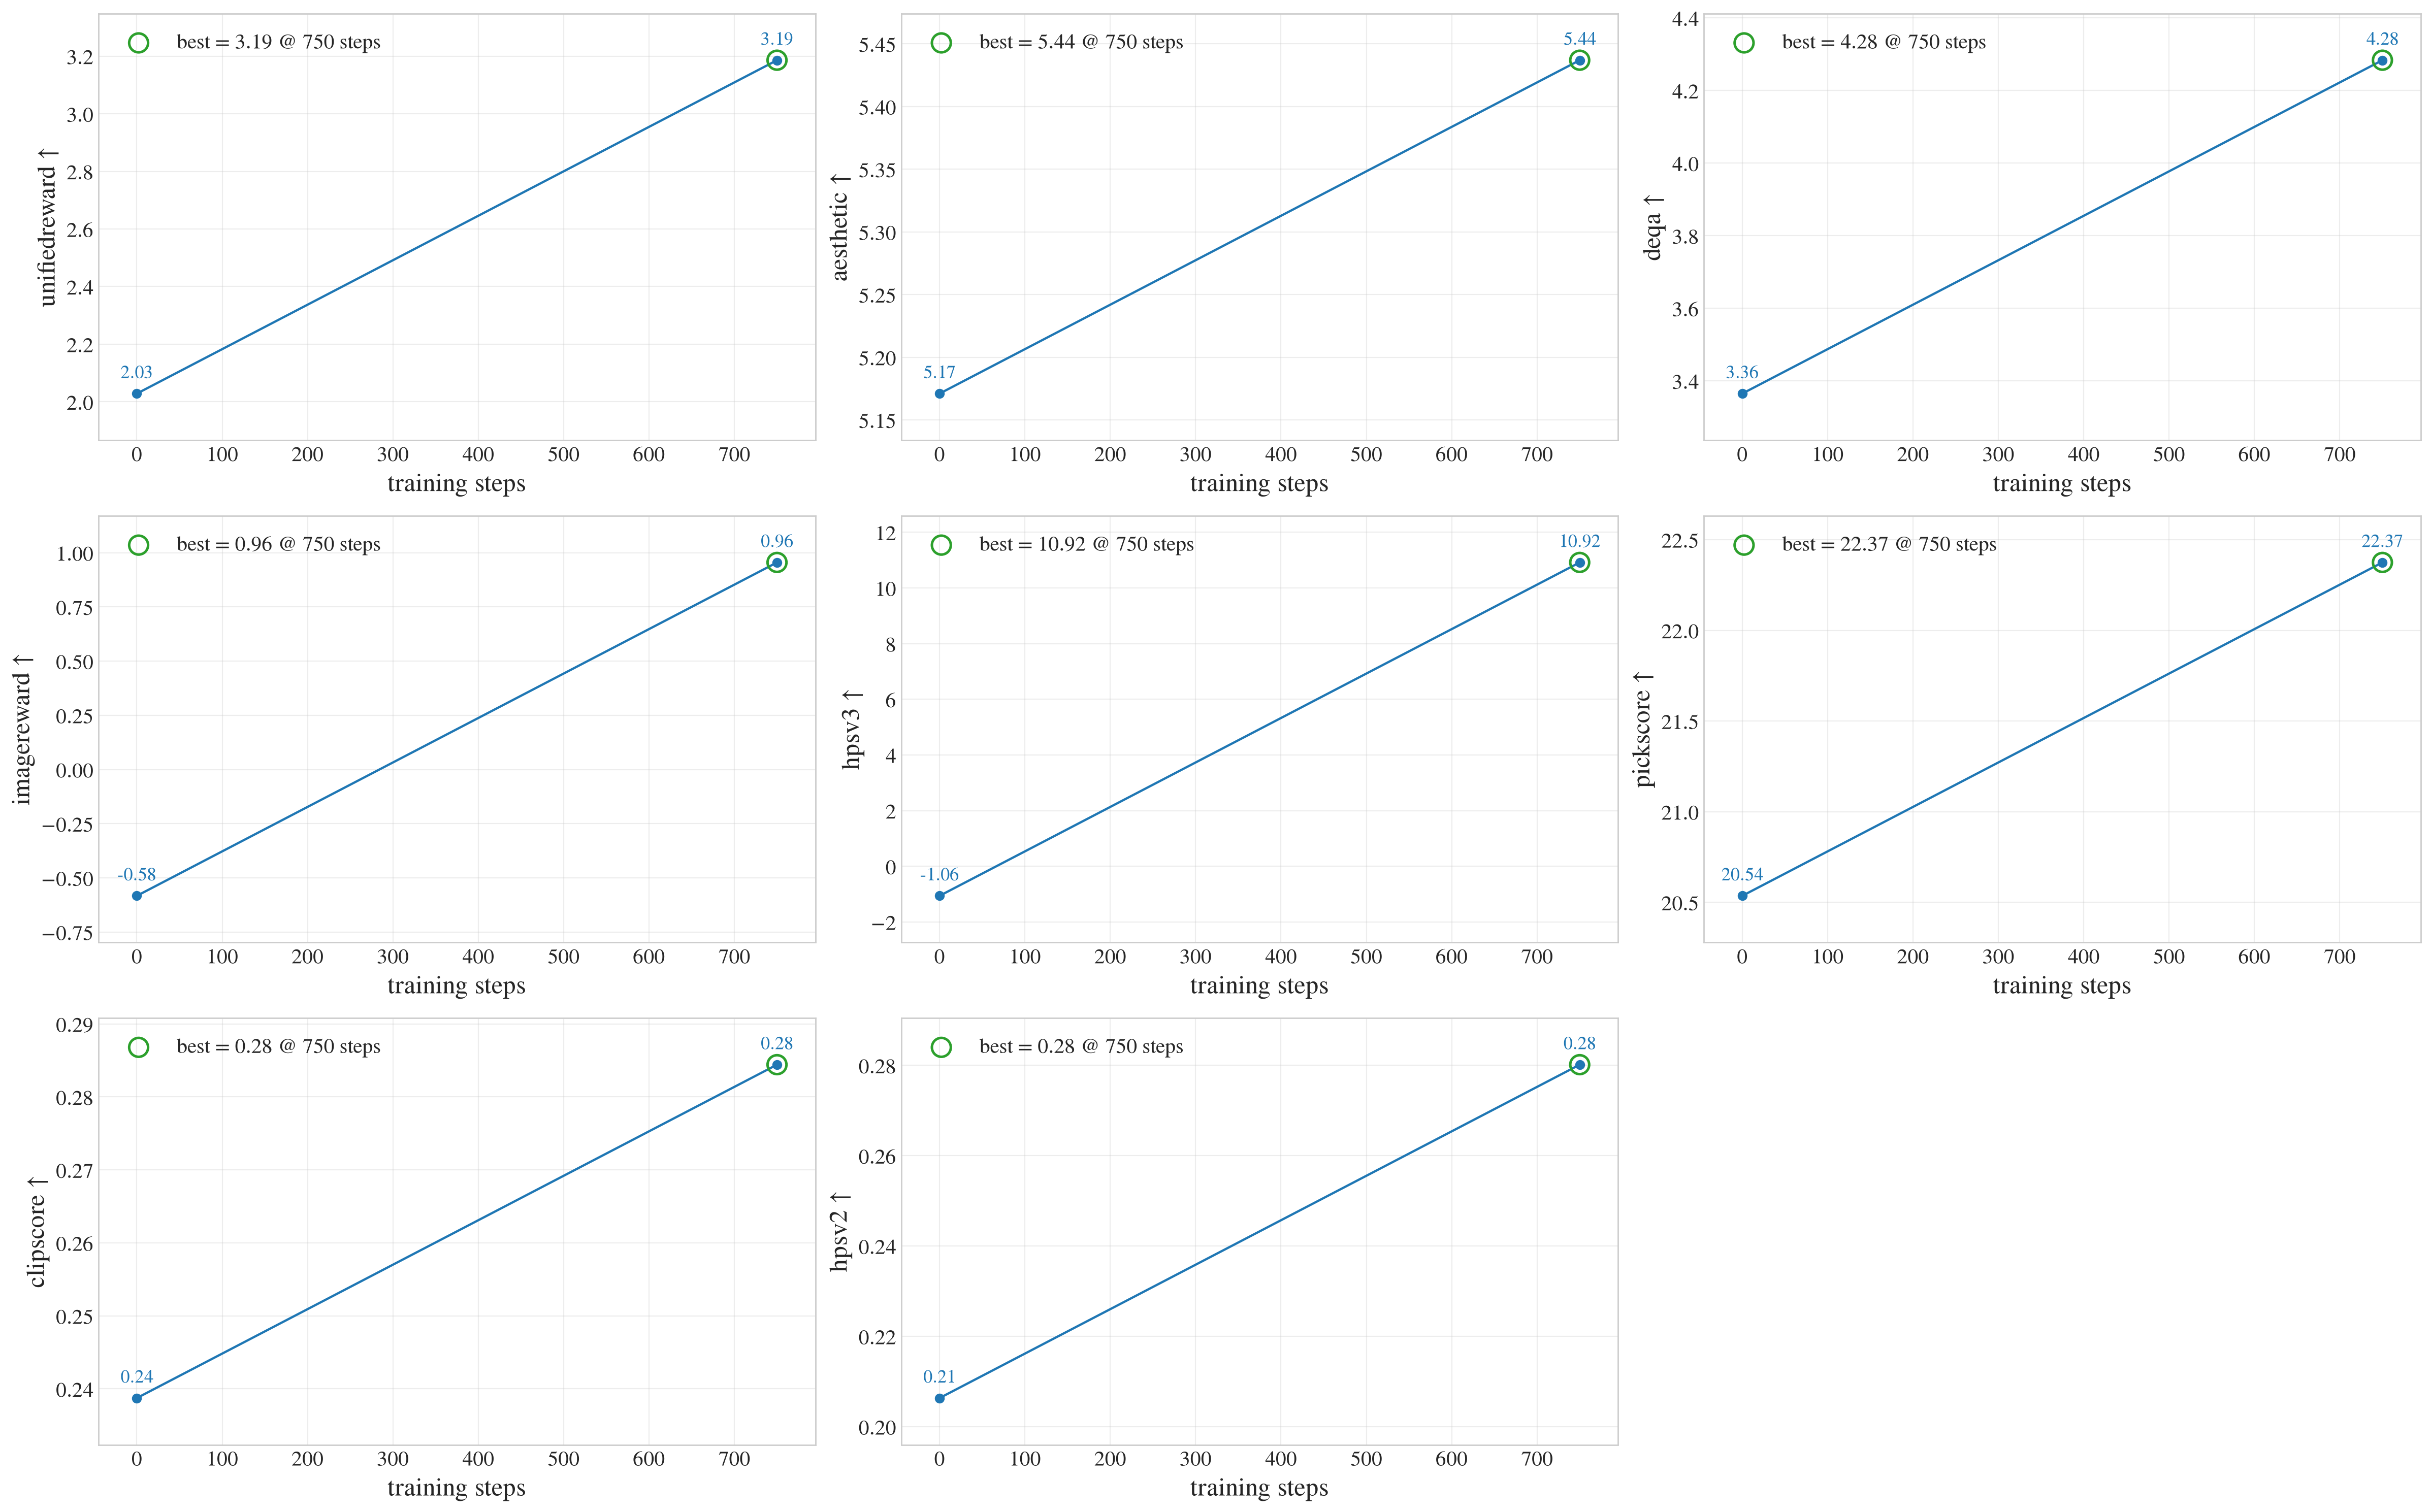 best = 3.19 @ 750 steps
3.19
3.2
3.0
2.8
2.6
2.4
2.2
2.0
2.03
unifiedreward ↑
0 100 200 300 400 500 600 700
training steps
best = 5.44 @ 750 steps
5.44
5.45
5.40
5.35
5.30
5.25
5.20
5.15
5.17
aesthetic ↑
0 100 200 300 400 500 600 700
training steps
best = 4.28 @ 750 steps
4.28
4.4
4.2
4.0
3.8
3.6
3.4
3.36
deqa ↑
0 100 200 300 400 500 600 700
training steps
best = 0.96 @ 750 steps
0.96
1.00
0.75
0.50
0.25
0.00
−0.25
−0.50
−0.75
-0.58
imagereward ↑
0 100 200 300 400 500 600 700
training steps
best = 10.92 @ 750 steps
10.92
12
10
8
6
4
2
0
−2
-1.06
hpsv3 ↑
0 100 200 300 400 500 600 700
training steps
best = 22.37 @ 750 steps
22.37
22.5
22.0
21.5
21.0
20.5
20.54
pickscore ↑
0 100 200 300 400 500 600 700
training steps
best = 0.28 @ 750 steps
0.28
0.29
0.28
0.27
0.26
0.25
0.24
0.24
clipscore ↑
0 100 200 300 400 500 600 700
training steps
best = 0.28 @ 750 steps
0.28
0.28
0.26
0.24
0.22
0.20
0.21
hpsv2 ↑
0 100 200 300 400 500 600 700
training steps